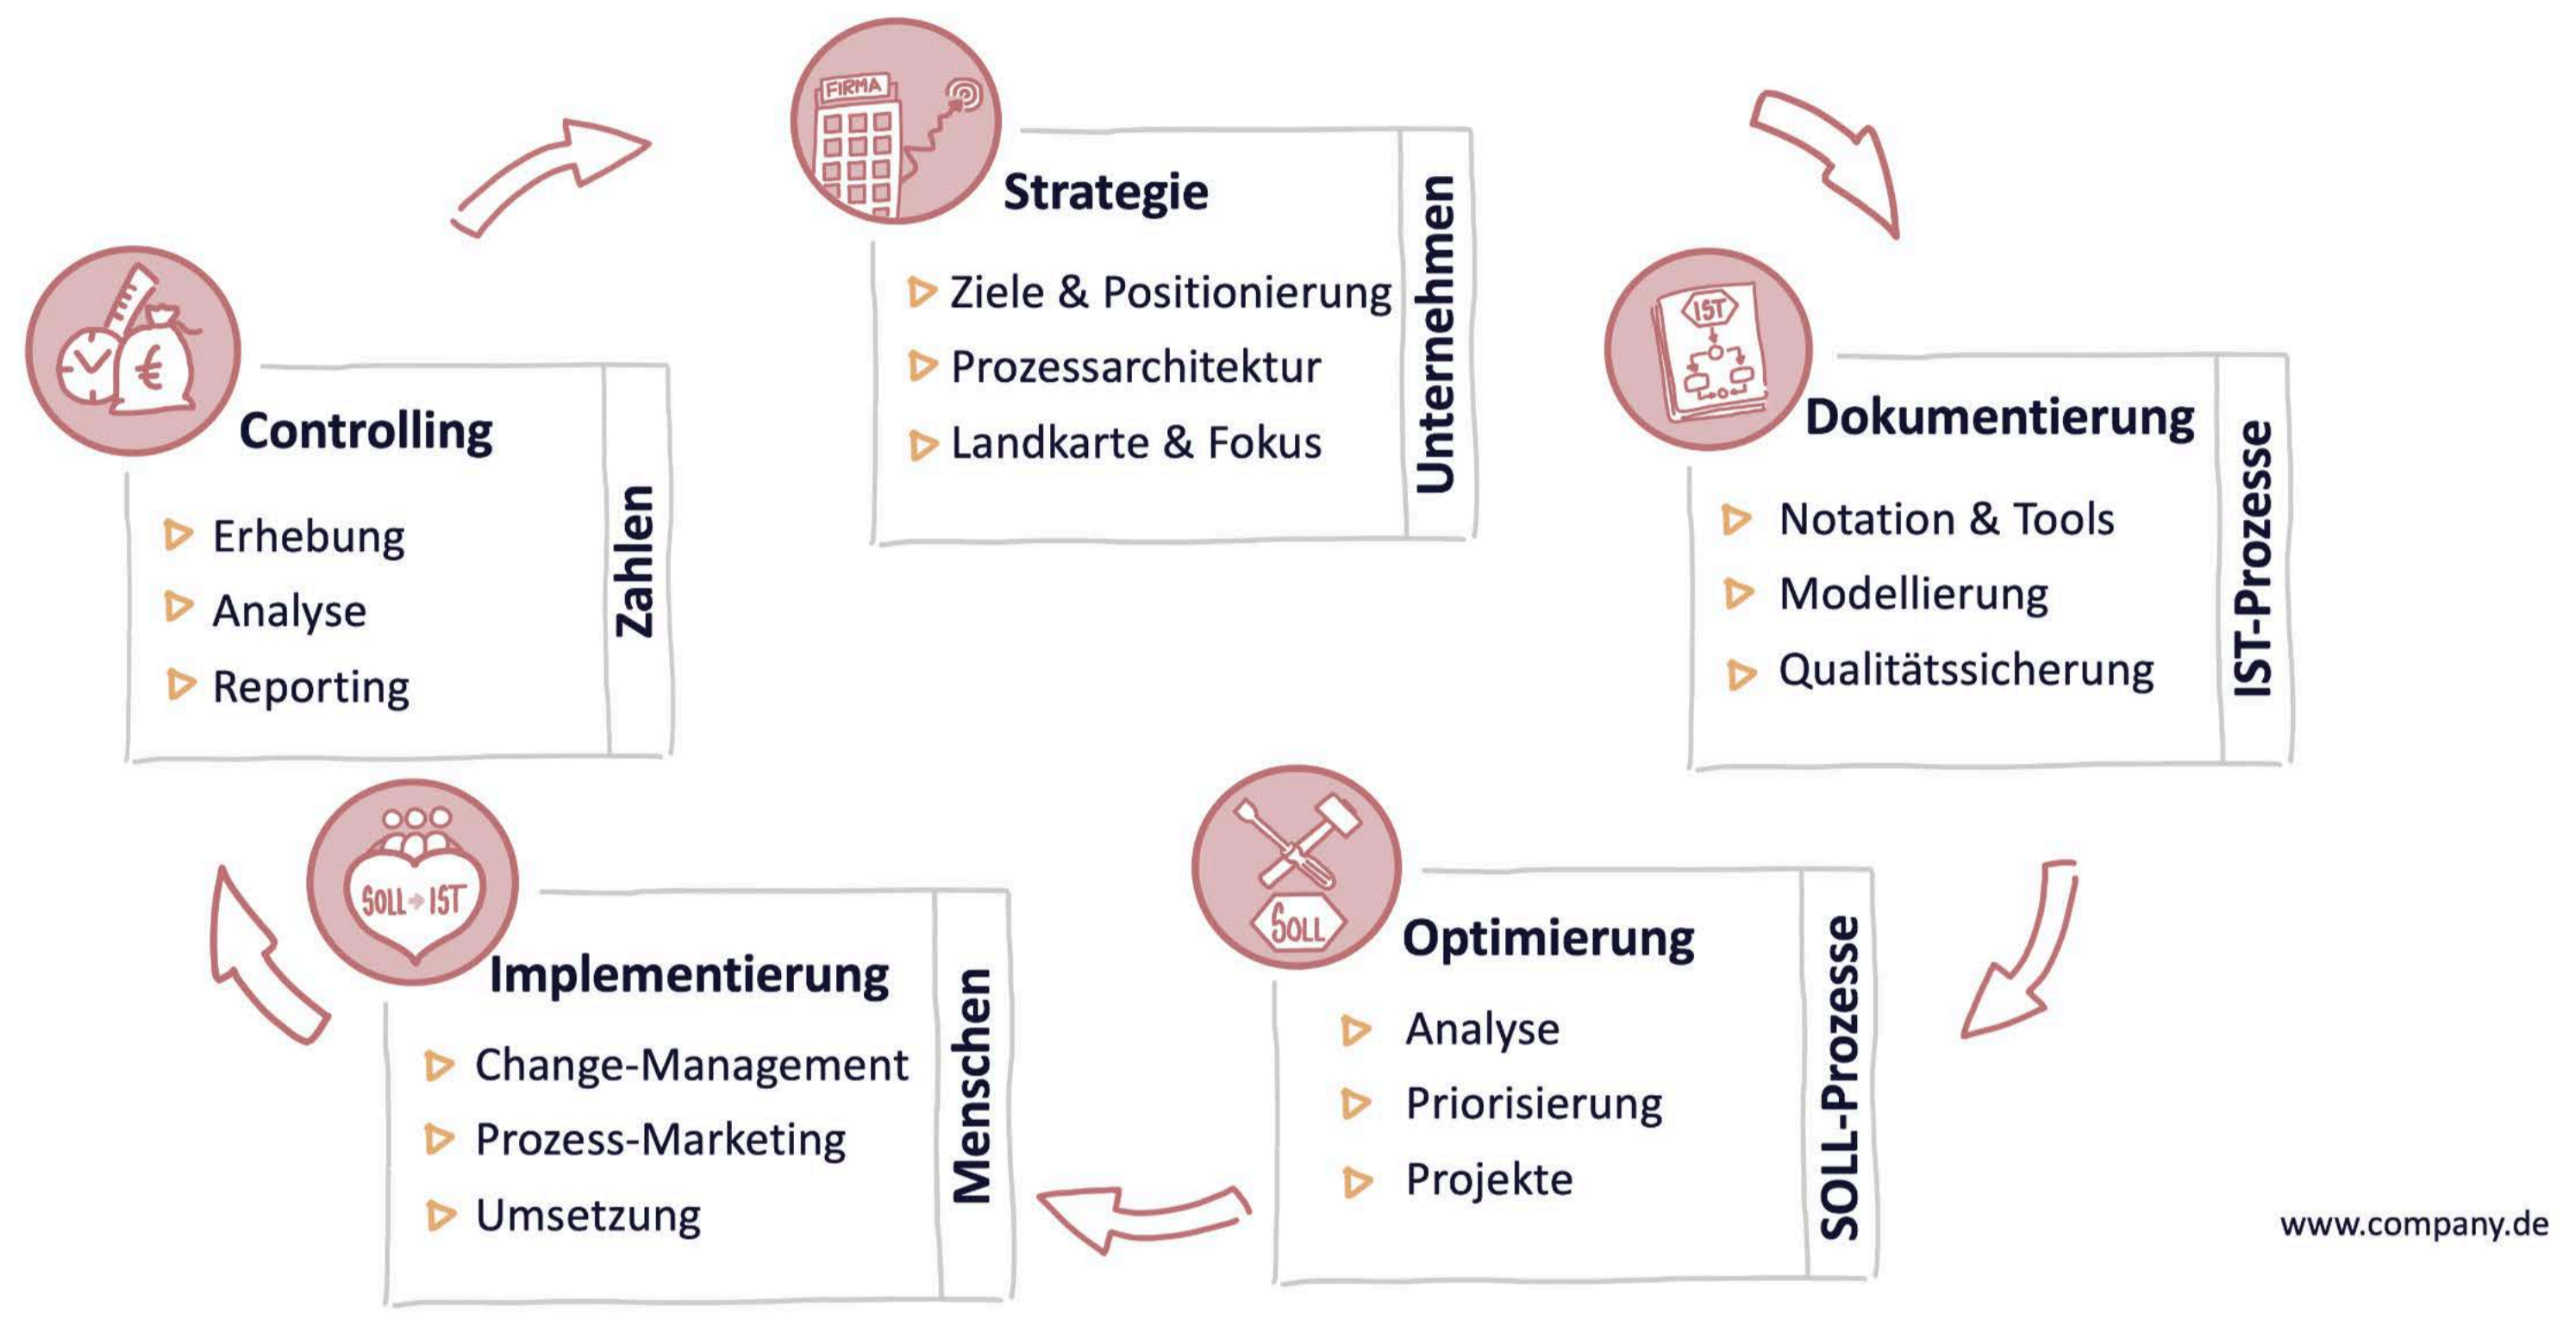 FIRMA
Strategie
Ziele & Positionierung
Prozessarchitektur
Landkarte & Fokus
Unternehmen
IST
Dokumentierung
Notation & Tools
Modellierung
Qualitätssicherung
IST-Prozesse
SOLL
Optimierung
Analyse
Priorisierung
Projekte
SOLL-Prozesse
SOLL → IST
Implementierung
Change-Management
Prozess-Marketing
Umsetzung
Menschen
€
Controlling
Erhebung
Analyse
Reporting
Zahlen
www.company.de